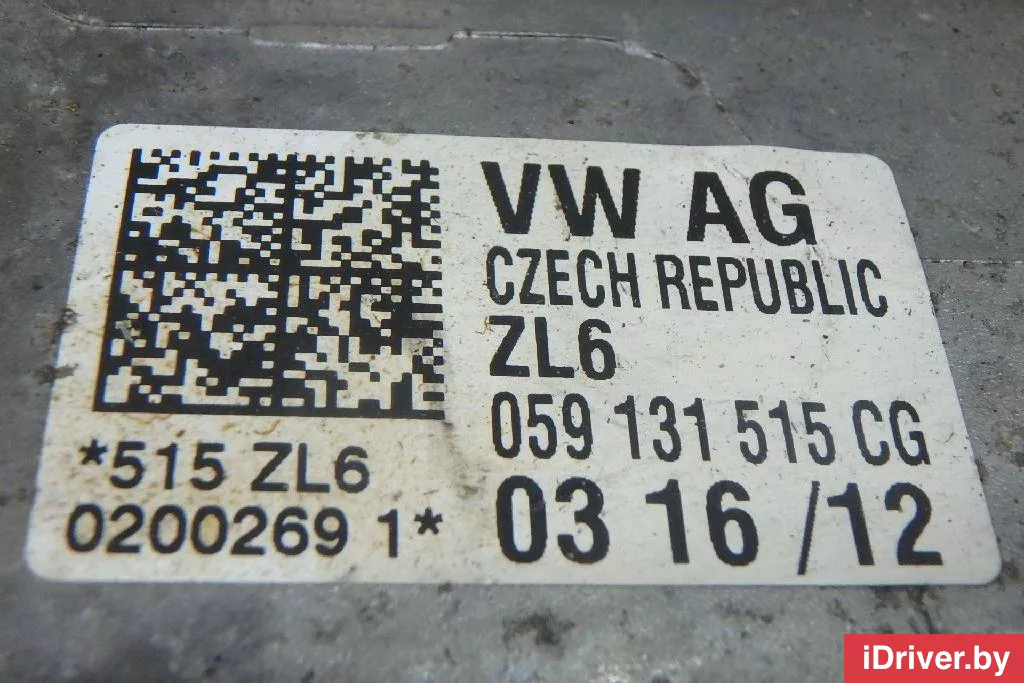 VW AG
CZECH REPUBLIC
ZL6
059 131 515 CG
03 16 /12
*515 ZL6
0200269 1*
iDriver.by